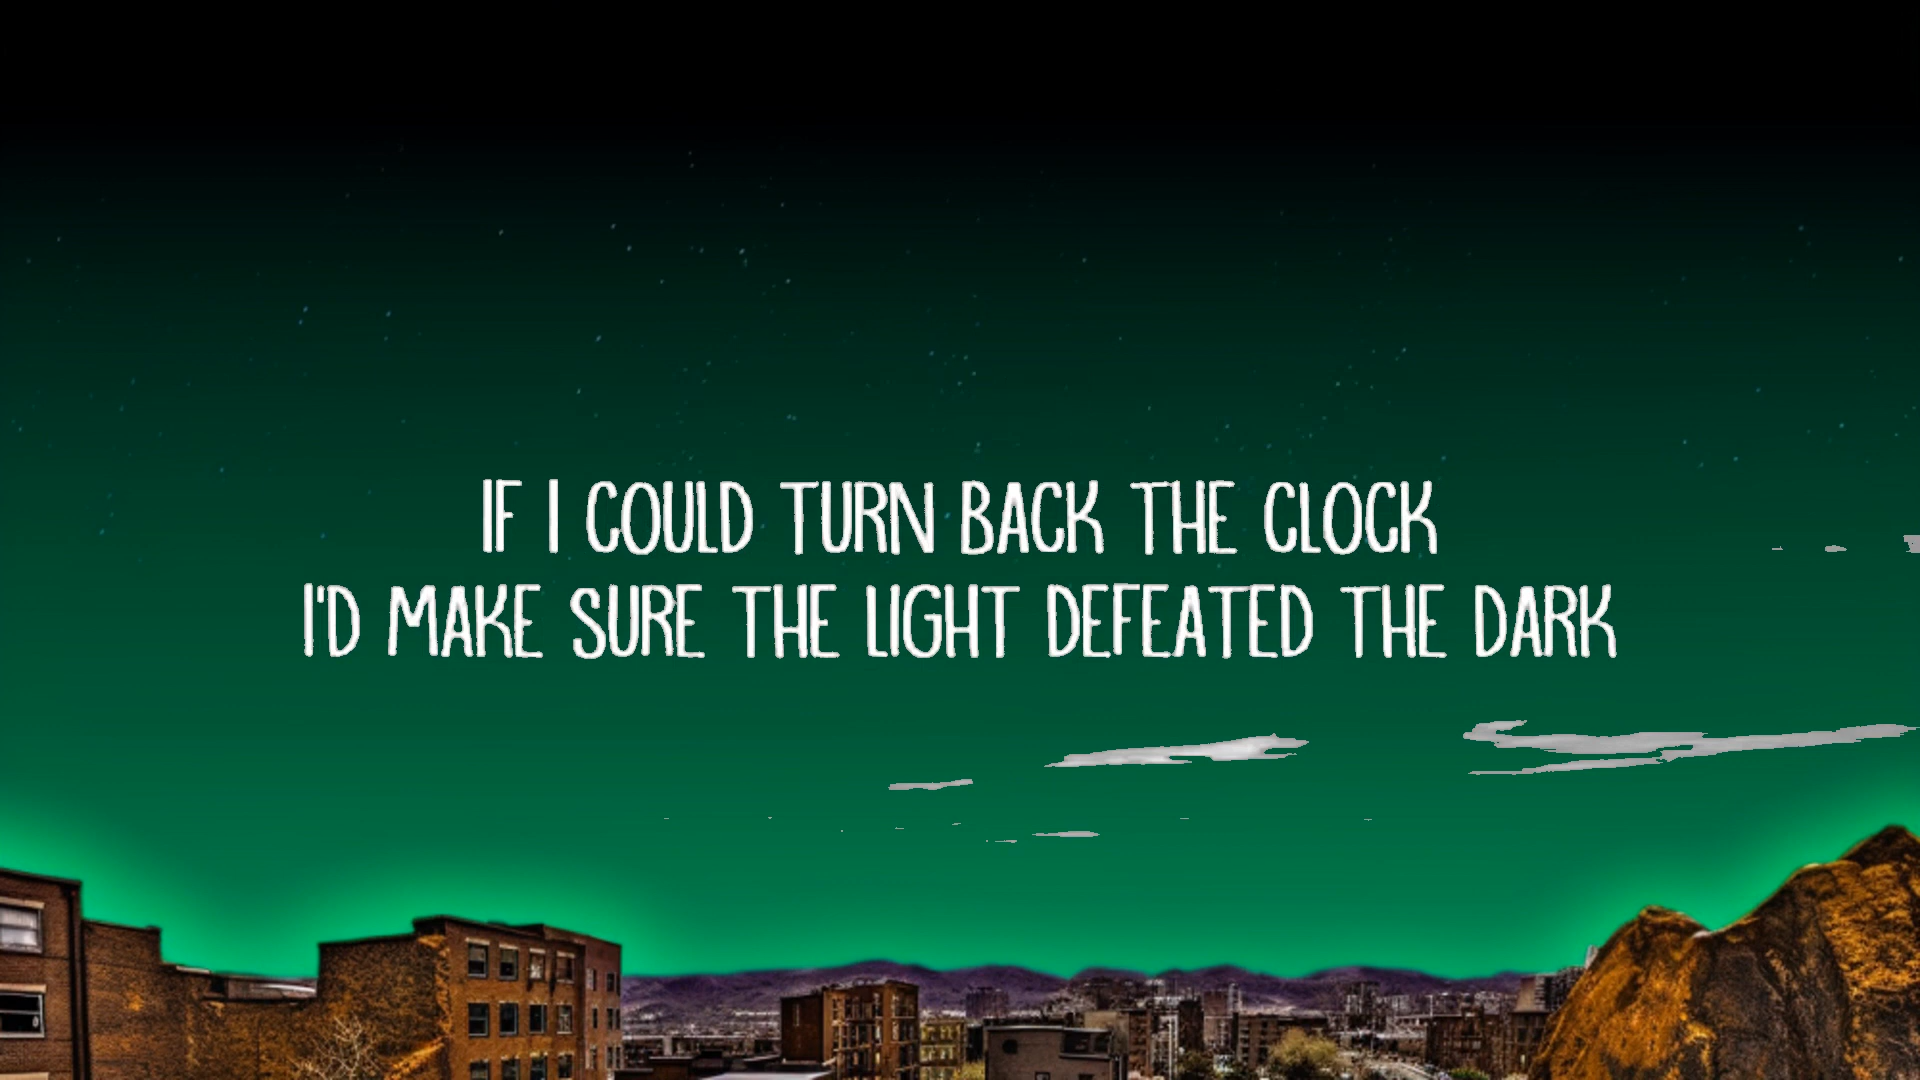 IF I COULD TURN BACK THE CLOCK
I'D MAKE SURE THE LIGHT DEFEATED THE DARK